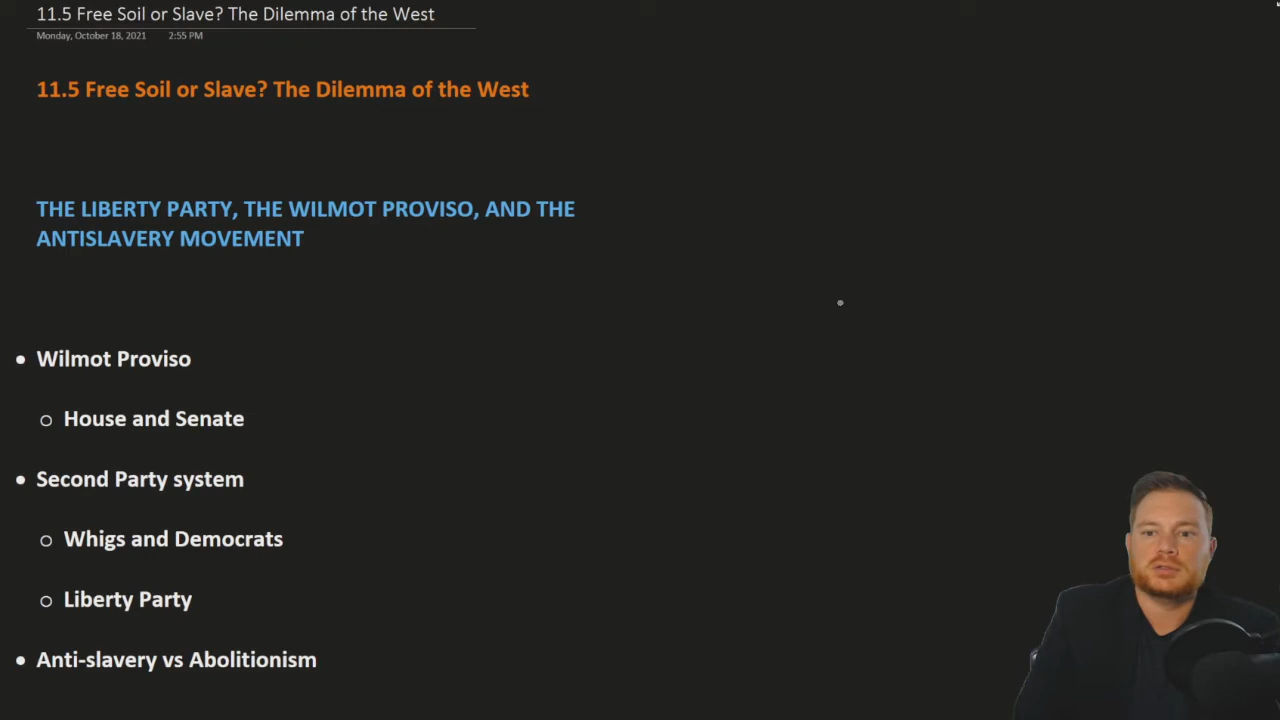 11.5 Free Soil or Slave? The Dilemma of the West
Monday, October 18, 2021 2:55 PM
11.5 Free Soil or Slave? The Dilemma of the West
THE LIBERTY PARTY, THE WILMOT PROVISO, AND THE
ANTISLAVERY MOVEMENT
Wilmot Proviso
House and Senate
Second Party system
Whigs and Democrats
Liberty Party
Anti-slavery vs Abolitionism